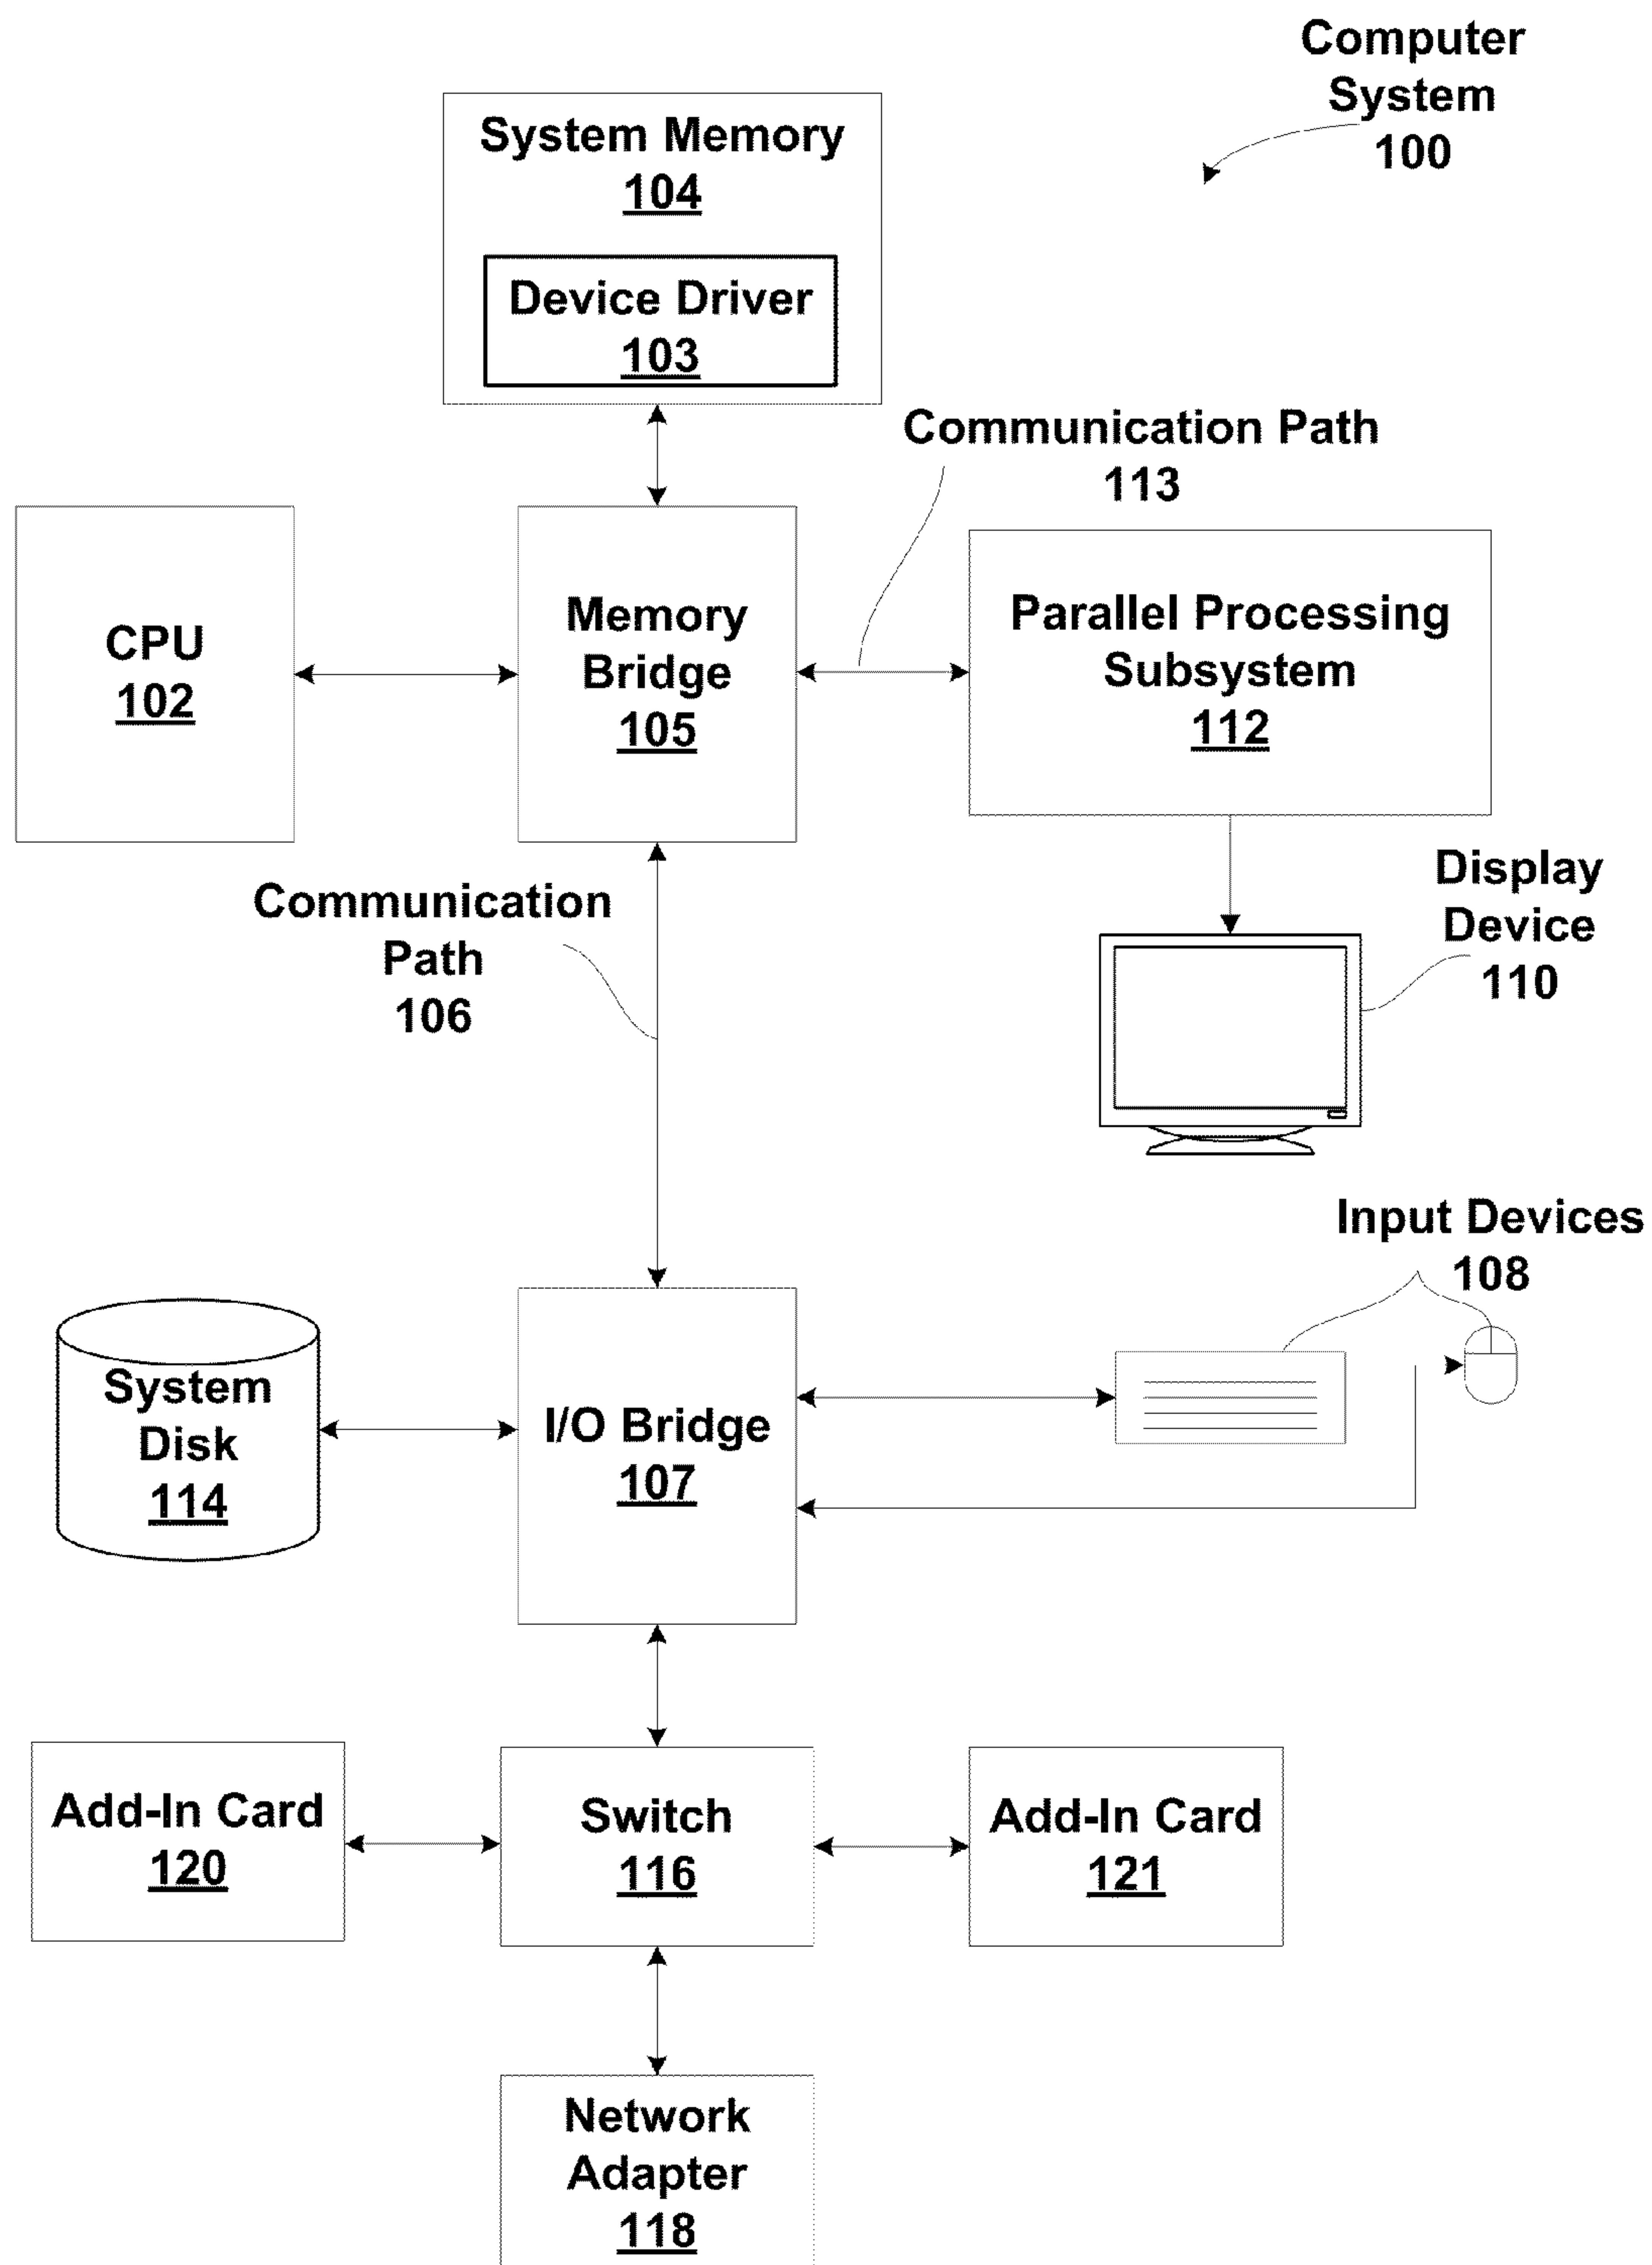 Computer
System
100
System Memory
104
Device Driver
103
Communication Path
113
CPU
102
Memory
Bridge
105
Parallel Processing
Subsystem
112
Communication
Path
106
Display
Device
110
Input Devices
108
System
Disk
114
I/O Bridge
107
Add-In Card
120
Switch
116
Add-In Card
121
Network
Adapter
118